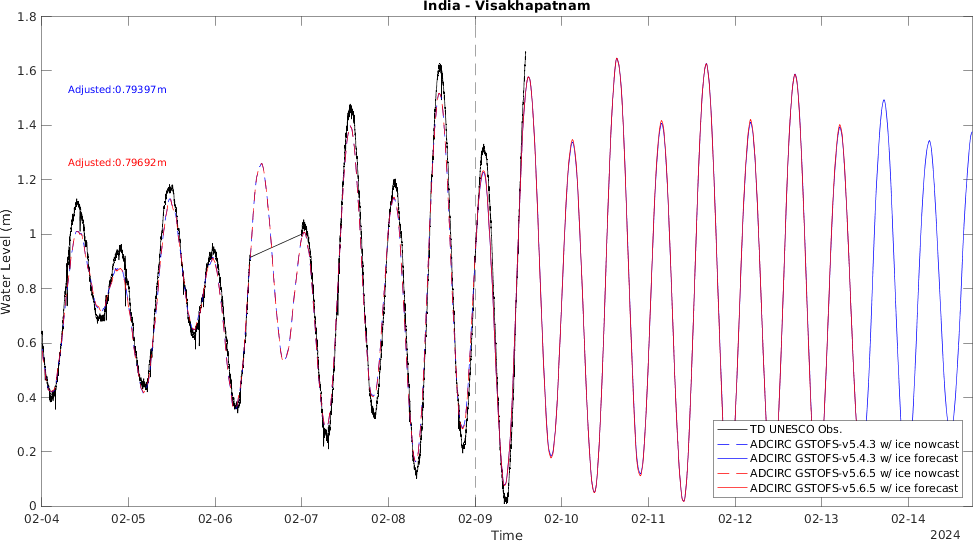 India - Visakhapatnam
1.8
1.6
1.4
1.2
1
0.8
0.6
0.4
0.2
0
Water Level (m)
Adjusted:0.79397m
Adjusted:0.79692m
TD UNESCO Obs.
ADCIRC GSTOFS-v5.4.3 w/ ice nowcast
ADCIRC GSTOFS-v5.4.3 w/ ice forecast
ADCIRC GSTOFS-v5.6.5 w/ ice nowcast
ADCIRC GSTOFS-v5.6.5 w/ ice forecast
02-04 02-05 02-06 02-07 02-08 02-09 02-10 02-11 02-12 02-13 02-14
Time
2024